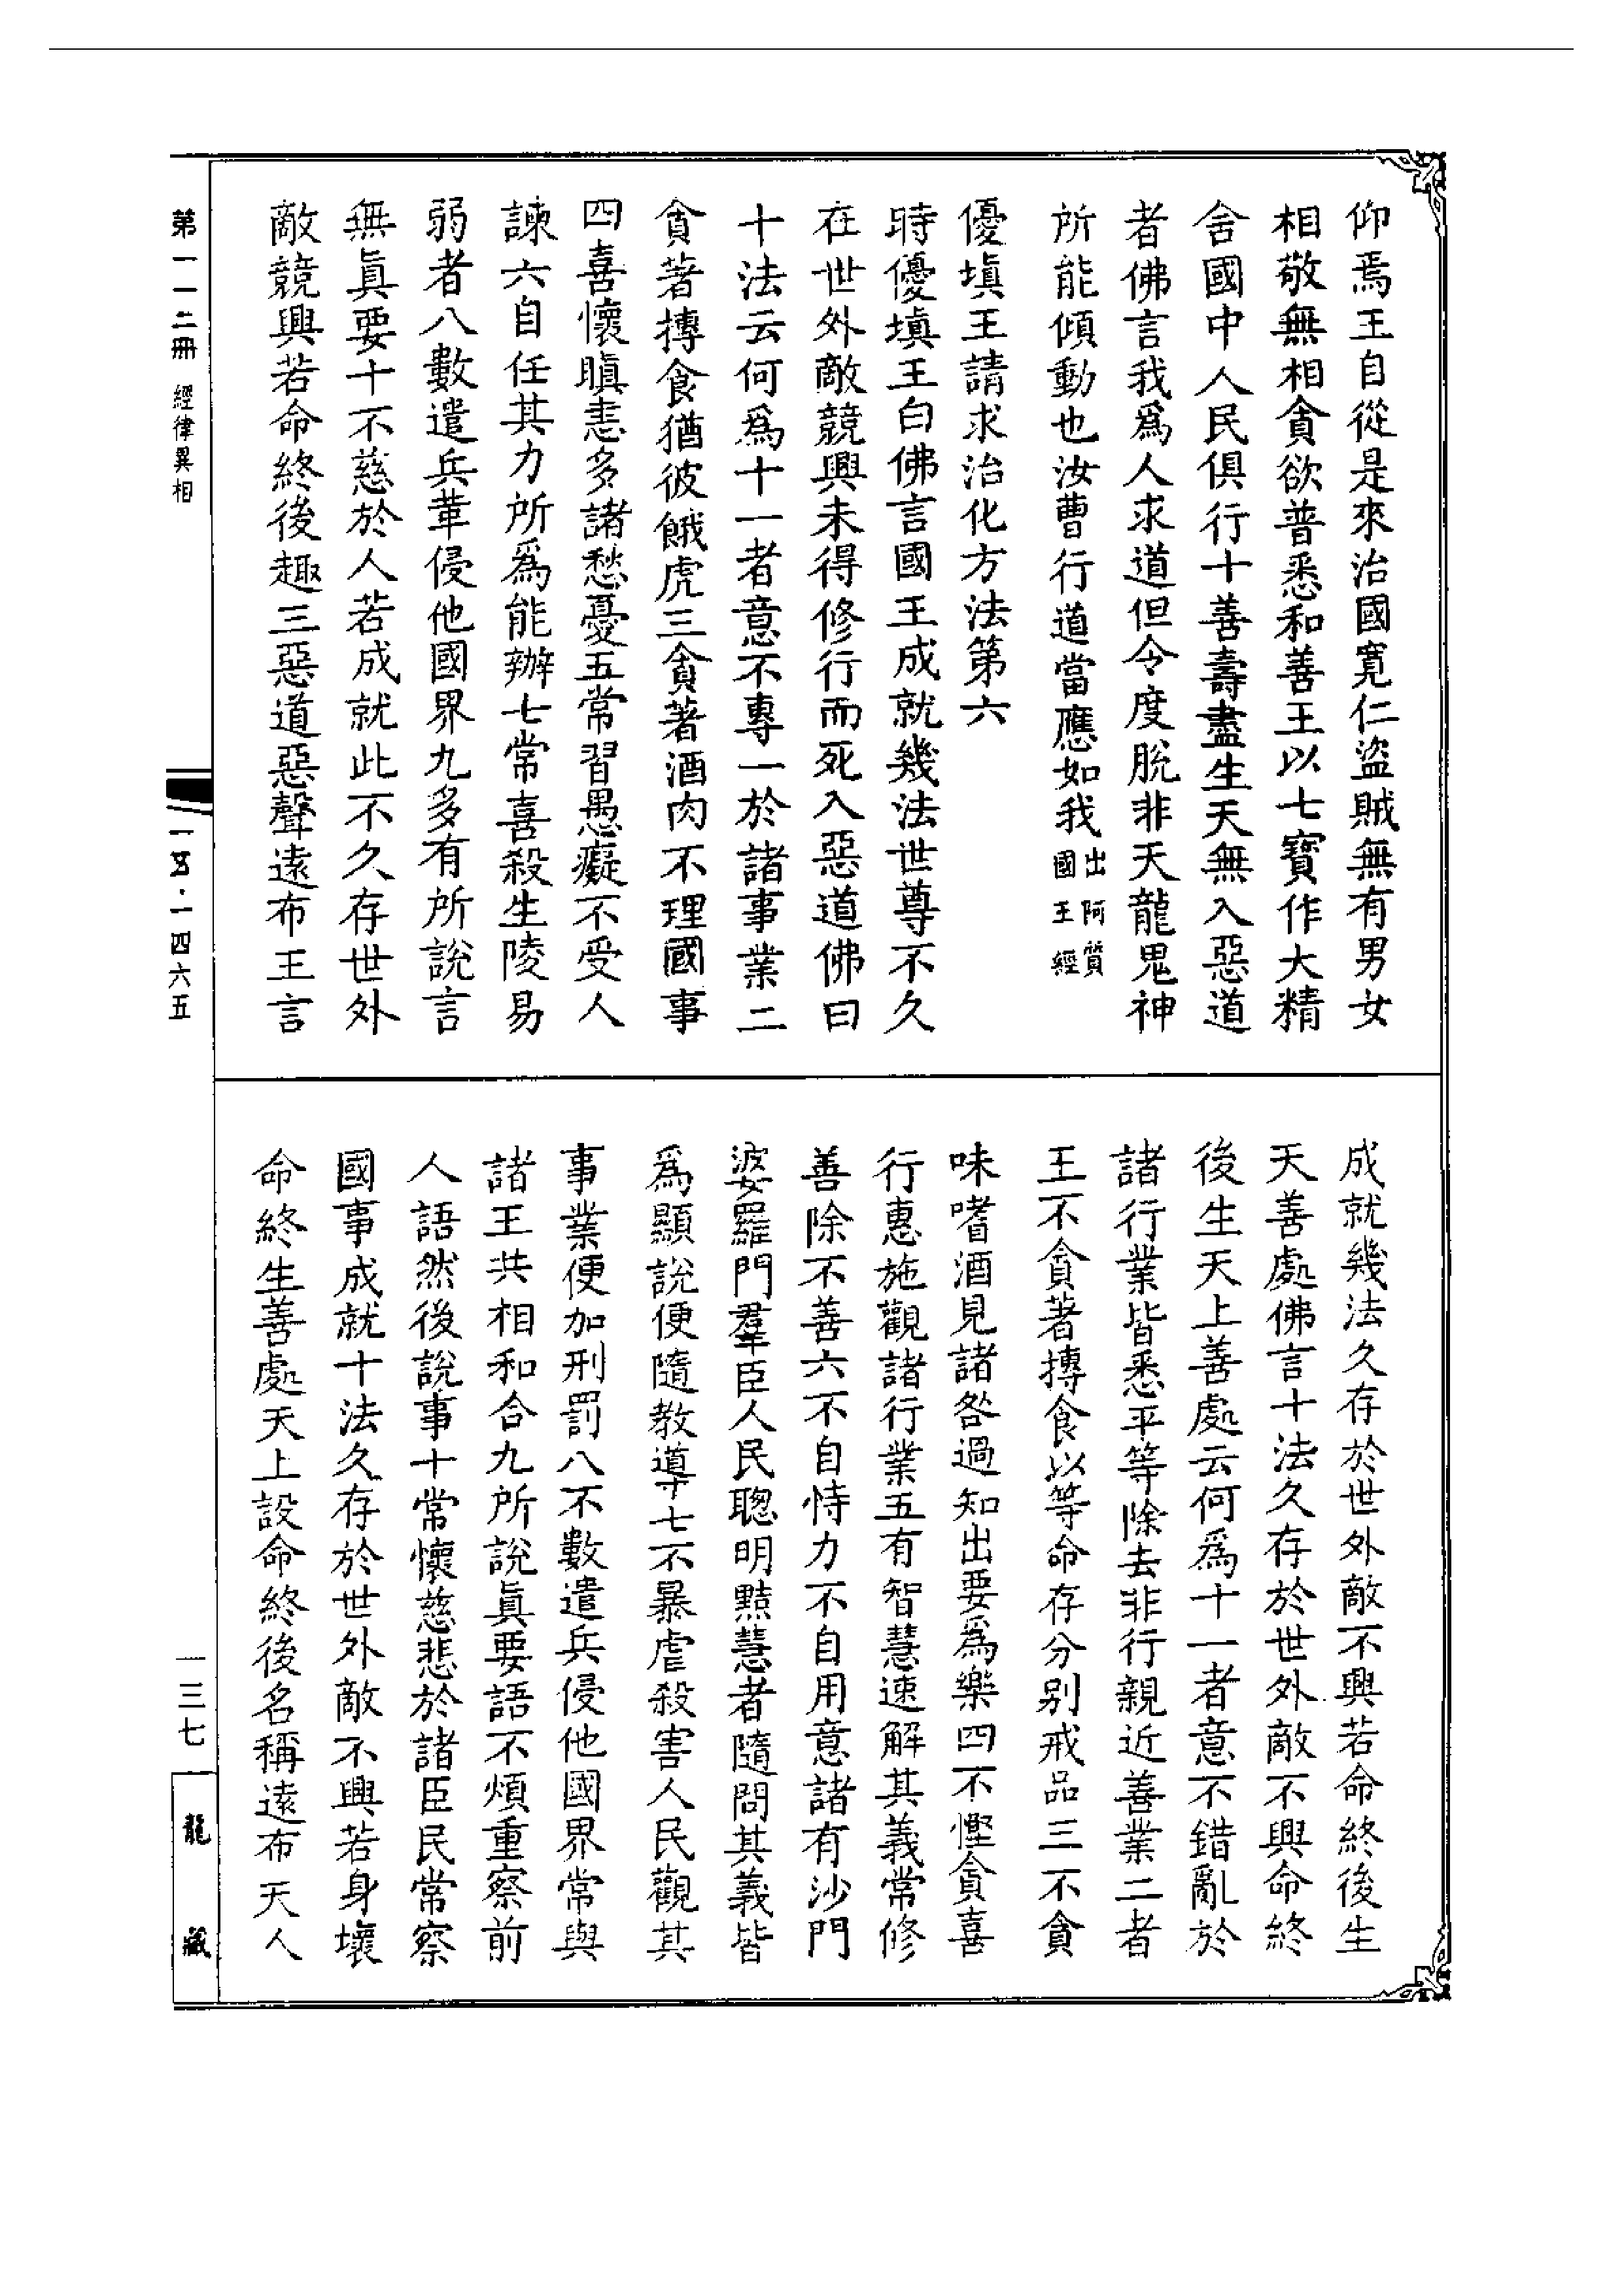 仰焉王自從是來治國寬仁盜賊無有男女
相敬無相貪欲普悉和善王以七寶作大精
舍國中人民俱行十善壽盡生天無入惡道
者佛言我爲人求道但令度脫非天龍鬼神
所能傾動也汝曹行道當應如我出阿質國王經
優填王請求治化方法第六
時優填王白佛言國王成就幾法世尊不久
在世外敵競興未得修行而死入惡道佛曰
十法云何爲十一者意不專一於諸事業二
貪著摶食猶彼餓虎三貪著酒肉不理國事
四喜懷瞋恚多諸愁憂五常習愚癡不受人
諫六自任其力所爲能辦七常喜殺生陵易
弱者八數遣兵革侵他國界九多有所說言
無眞要十不慈於人若成就此不久存世外
敵競興若命終後趣三惡道惡聲遠布王言
成就幾法久存於世外敵不興若命終後生
天善處佛言十法久存於世外敵不興命終
後生天上善處云何爲十一者意不錯亂於
諸行業皆悉平等除去非行親近善業二者
王不貪著摶食以等命存分别戒品三不貪
味嗜酒見諸咎過知出要爲樂四不慳貪喜
行惠施觀諸行業五有智慧速解其義常修
善除不善六不自恃力不自用意諸有沙門
婆羅門羣臣人民聰明黠慧者隨問其義皆
爲顯說便隨教導七不暴虐殺害人民觀其
事業便加刑罰八不數遣兵侵他國界常與
諸王共相和合九所說眞要語不煩重察前
人語然後說事十常懷慈悲於諸臣民常察
國事成就十法久存於世外敵不興若身壞
命終生善處天上設命終後名稱遠布天人
第一一二冊 經律異相
一五·一四六五
一三七
龍藏